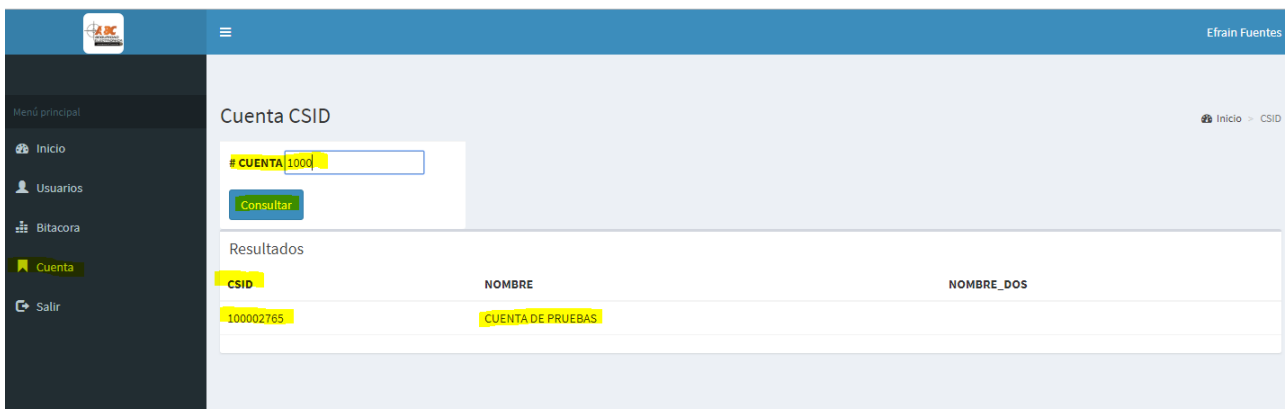 ABC
Efrain Fuentes
Menú principal
Inicio
Usuarios
Bitacora
Cuenta
Salir
Cuenta CSID
Inicio > CSID
# CUENTA 1000
Consultar
Resultados
CSID NOMBRE NOMBRE_DOS
100002765 CUENTA DE PRUEBAS